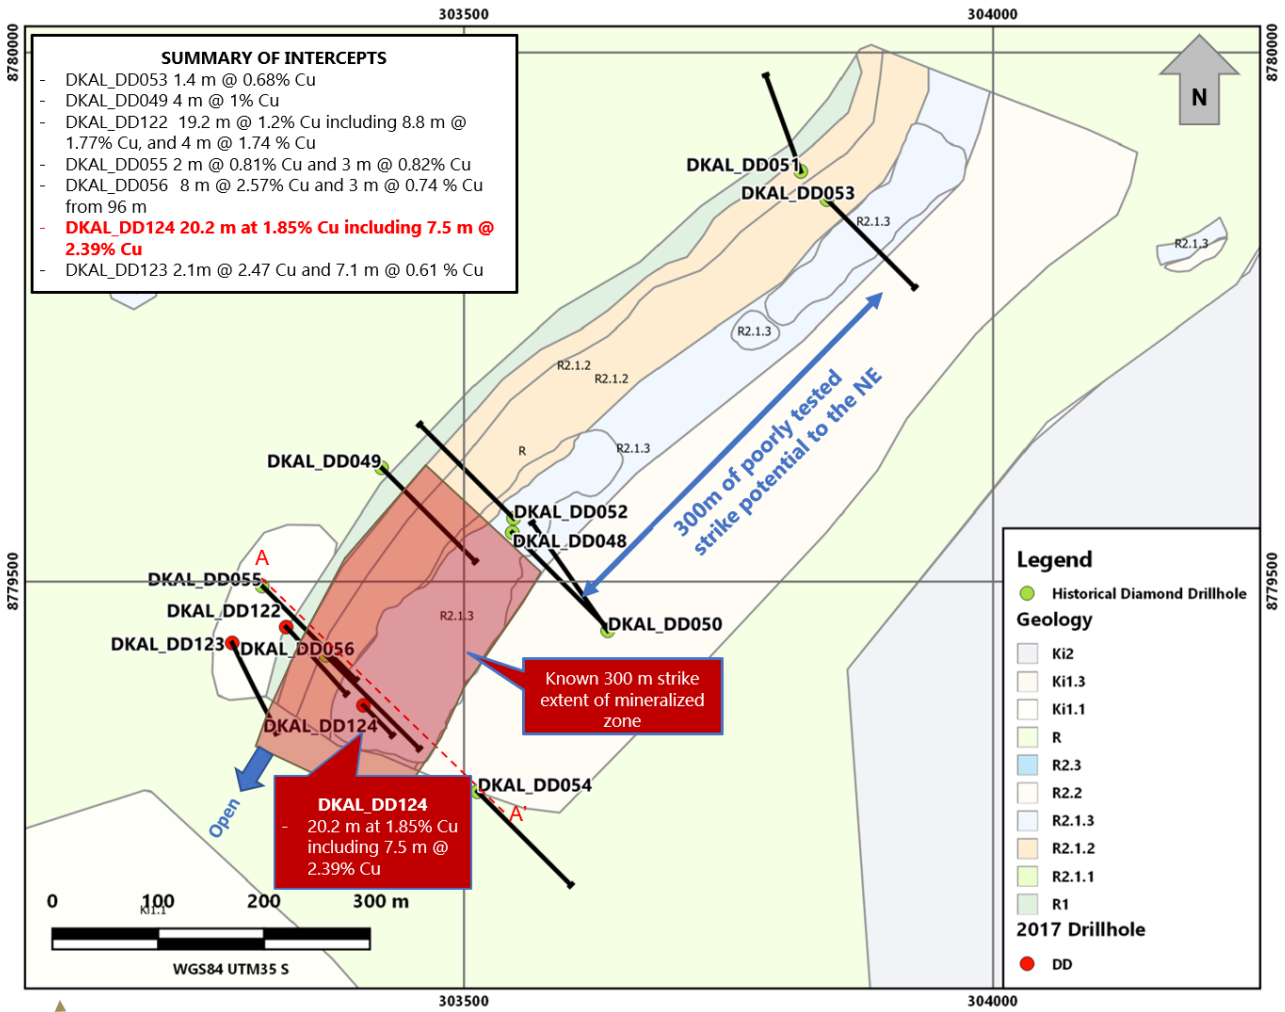 303500
304000
8780000
8780000
SUMMARY OF INTERCEPTS
- DKAL_DD053 1.4 m @ 0.68% Cu
- DKAL_DD049 4 m @ 1% Cu
- DKAL_DD122 19.2 m @ 1.2% Cu including 8.8 m @
1.77% Cu, and 4 m @ 1.74 % Cu
- DKAL_DD055 2 m @ 0.81% Cu and 3 m @ 0.82% Cu
- DKAL_DD056 8 m @ 2.57% Cu and 3 m @ 0.74 % Cu
from 96 m
- DKAL_DD124 20.2 m at 1.85% Cu including 7.5 m @
2.39% Cu
- DKAL_DD123 2.1m @ 2.47 Cu and 7.1 m @ 0.61 % Cu
N
DKAL_DD051
DKAL_DD053
R2.1.3
R2.1.3
R2.1.3
R2.1.2
R2.1.2
R
R2.1.3
300m of poorly tested
strike potential to the NE
DKAL_DD049
DKAL_DD052
DKAL_DD048
A
8779500
8779500
DKAL_DD055
DKAL_DD122
R2.1.3
DKAL_DD050
DKAL_DD123
DKAL_DD056
Known 300 m strike
extent of mineralized
zone
DKAL_DD124
DKAL_DD054
A'
Open
DKAL_DD124
- 20.2 m at 1.85% Cu
including 7.5 m @
2.39% Cu
Legend
Historical Diamond Drillhole
Geology
Ki2
Ki1.3
Ki1.1
R
R2.3
R2.2
R2.1.3
R2.1.2
R2.1.1
R1
2017 Drillhole
DD
0 100 200 300 m
Ki1.1
WGS84 UTM35 S
303500
304000